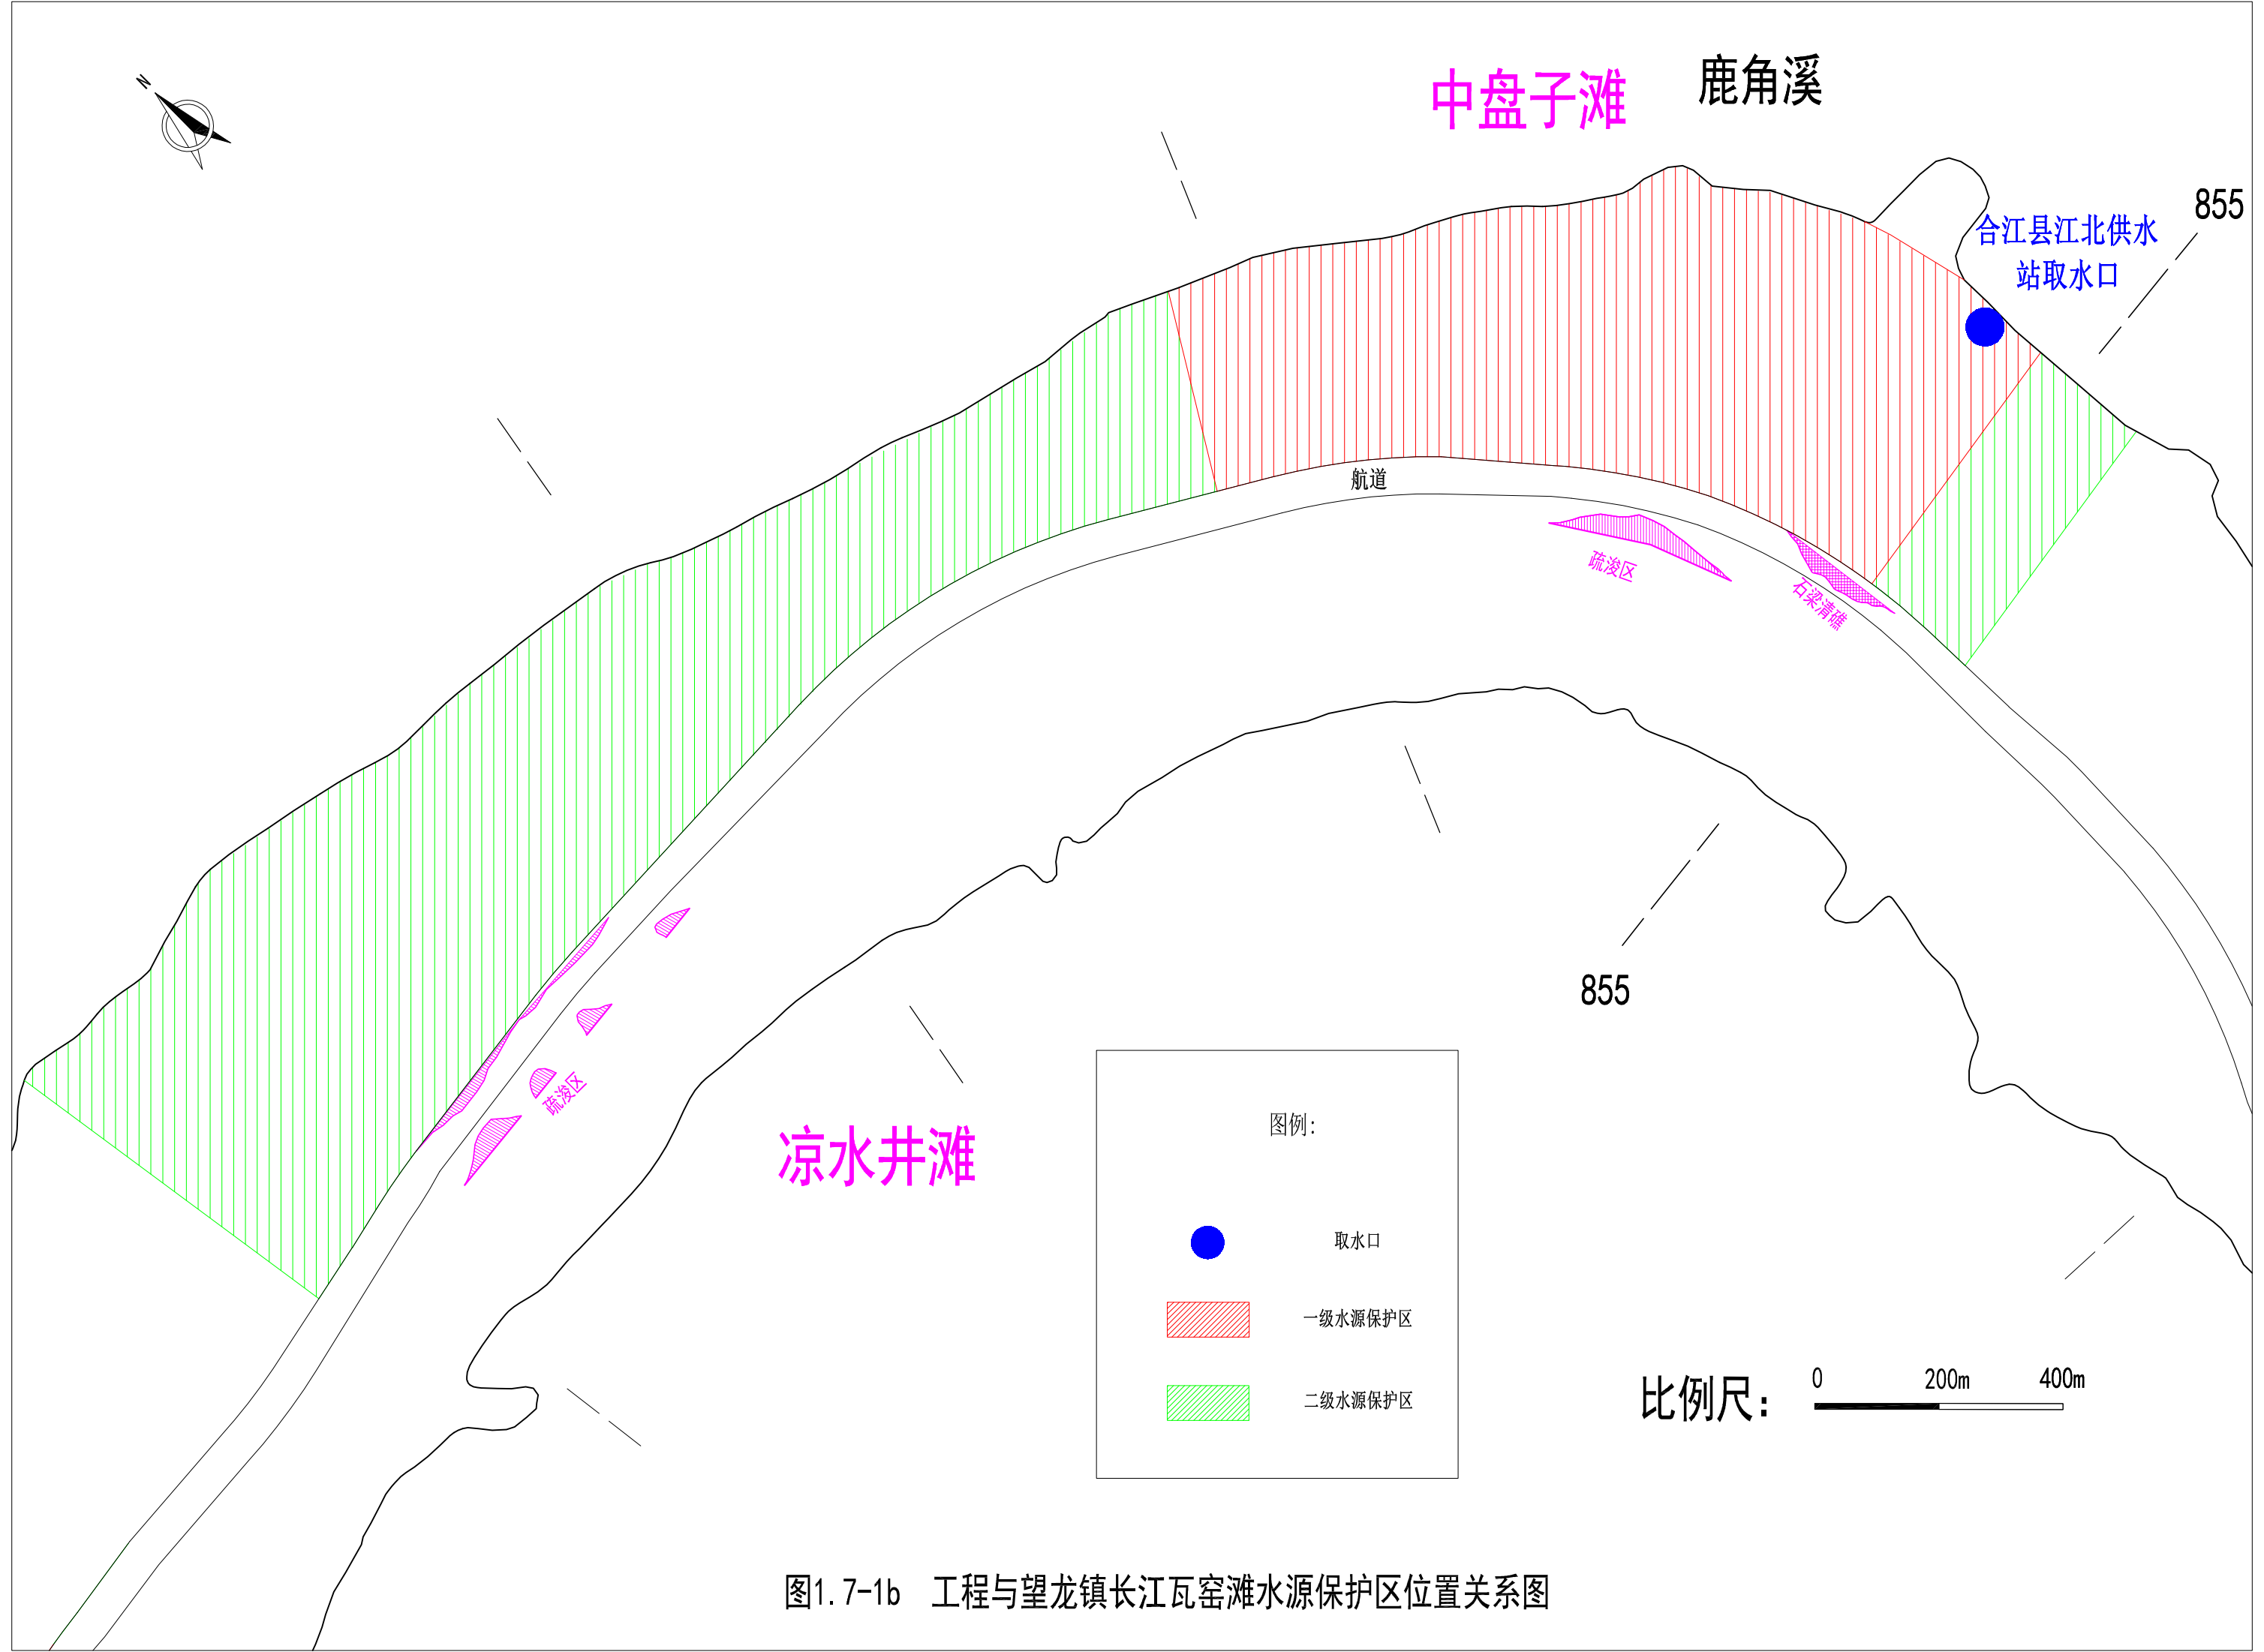 N
中盘子滩
鹿角溪
855
合江县江北供水
站取水口
航道
疏浚区
石梁清礁
855
疏浚区
凉水井滩
图例：
取水口
一级水源保护区
二级水源保护区
比例尺：
0 200m 400m
图1.7-1b 工程与望龙镇长江瓦窑滩水源保护区位置关系图